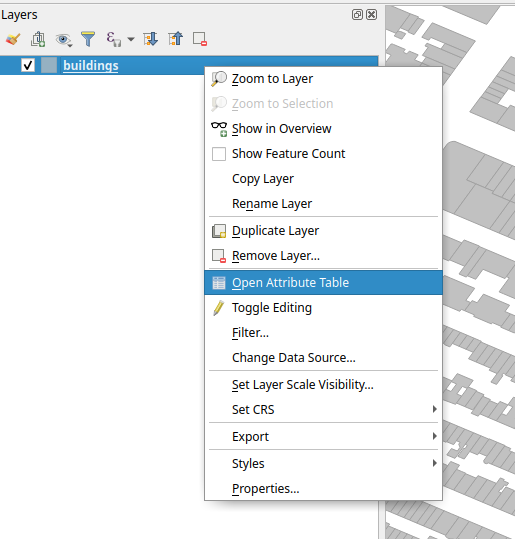 Layers
buildings
Zoom to Layer
Zoom to Selection
Show in Overview
Show Feature Count
Copy Layer
Rename Layer
Duplicate Layer
Remove Layer...
Open Attribute Table
Toggle Editing
Filter...
Change Data Source...
Set Layer Scale Visibility...
Set CRS
Export
Styles
Properties...